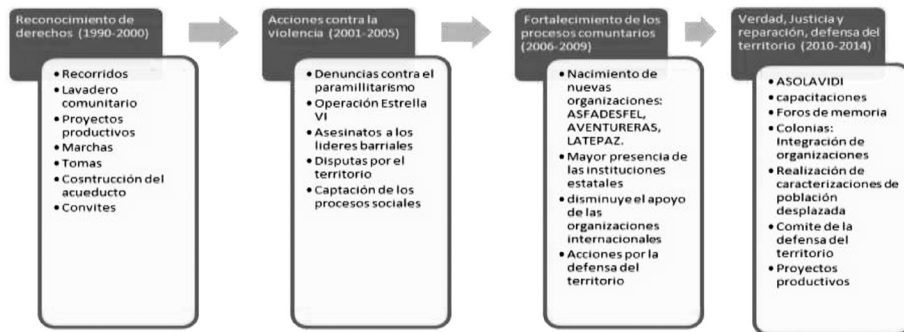 Reconocimiento de
derechos (1990-2000)
• Recorridos
• Lavadero
comunitario
• Proyectos
productivos
• Marchas
• Tomas
• Cosntrucción del
acueducto
• Convites
Acciones contra la
violencia (2001-2005)
• Denuncias contra el
paramillitarismo
• Operación Estrella
VI
• Asesinatos a los
lideres barriales
• Disputas por el
territorio
• Captación de los
procesos sociales
Fortalecimiento de los
procesos comuntarios
(2006-2009)
• Nacimiento de
nuevas
organizaciones:
ASFADESFEL,
AVENTURERAS,
LATEPAZ.
• Mayor presencia de
las instituciones
estatales
• disminuye el apoyo
de las
organizaciones
internacionales
• Acciones por la
defensa del
territorio
Verdad, Justicia y
reparación, defensa del
territorio (2010-2014)
• ASOLAVIDI
• capacitaciones
• Foros de memoria
• Colonias:
Integración de
organizaciones
• Realización de
caracterizaciones de
población
desplazada
• Comite de la
defensa del
territorio
• Proyectos
productivos